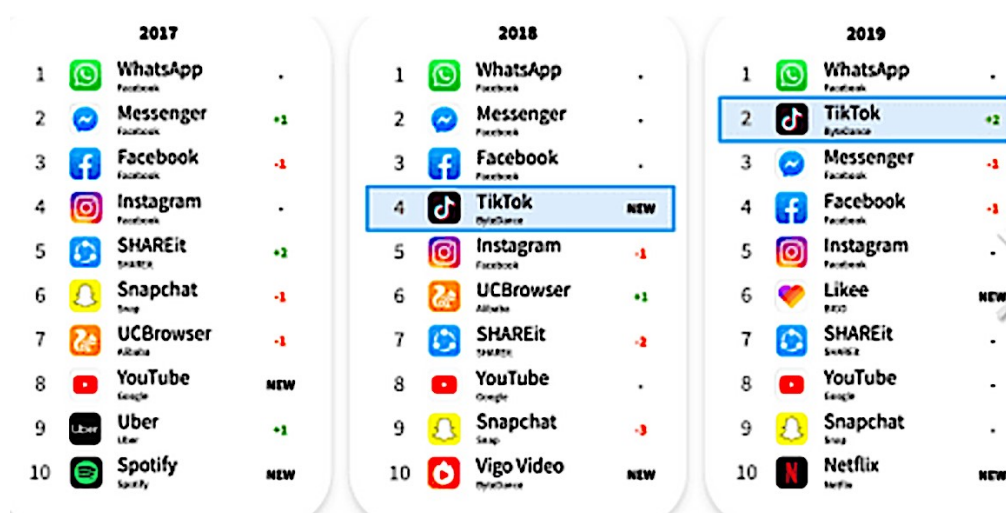 2017
1 WhatsApp -
Facebook
2 Messenger +1
Facebook
3 Facebook -1
Facebook
4 Instagram -
Facebook
5 SHAREit +2
SHAREit
6 Snapchat -1
Snap
7 UCBrowser -1
Alibaba
8 YouTube NEW
Google
9 Uber +1
Uber
10 Spotify NEW
Spotify
2018
1 WhatsApp -
Facebook
2 Messenger -
Facebook
3 Facebook -
Facebook
4 TikTok NEW
ByteDance
5 Instagram -1
Facebook
6 UCBrowser +1
Alibaba
7 SHAREit -2
SHAREit
8 YouTube -
Google
9 Snapchat -3
Snap
10 Vigo Video NEW
ByteDance
2019
1 WhatsApp -
Facebook
2 TikTok +2
ByteDance
3 Messenger -1
Facebook
4 Facebook -1
Facebook
5 Instagram -
Facebook
6 Likee NEW
BIGO
7 SHAREit -
SHAREit
8 YouTube -
Google
9 Snapchat -
Snap
10 Netflix NEW
Netflix